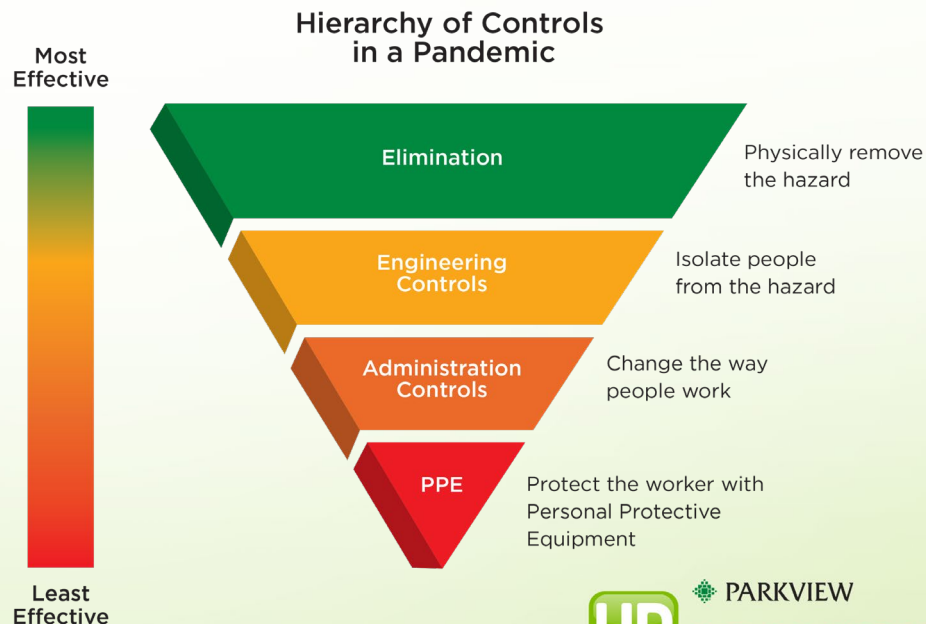 Hierarchy of Controls
in a Pandemic
Most
Effective
Elimination
Physically remove
the hazard
Engineering
Controls
Isolate people
from the hazard
Administration
Controls
Change the way
people work
PPE
Protect the worker with
Personal Protective
Equipment
Least
Effective
PARKVIEW